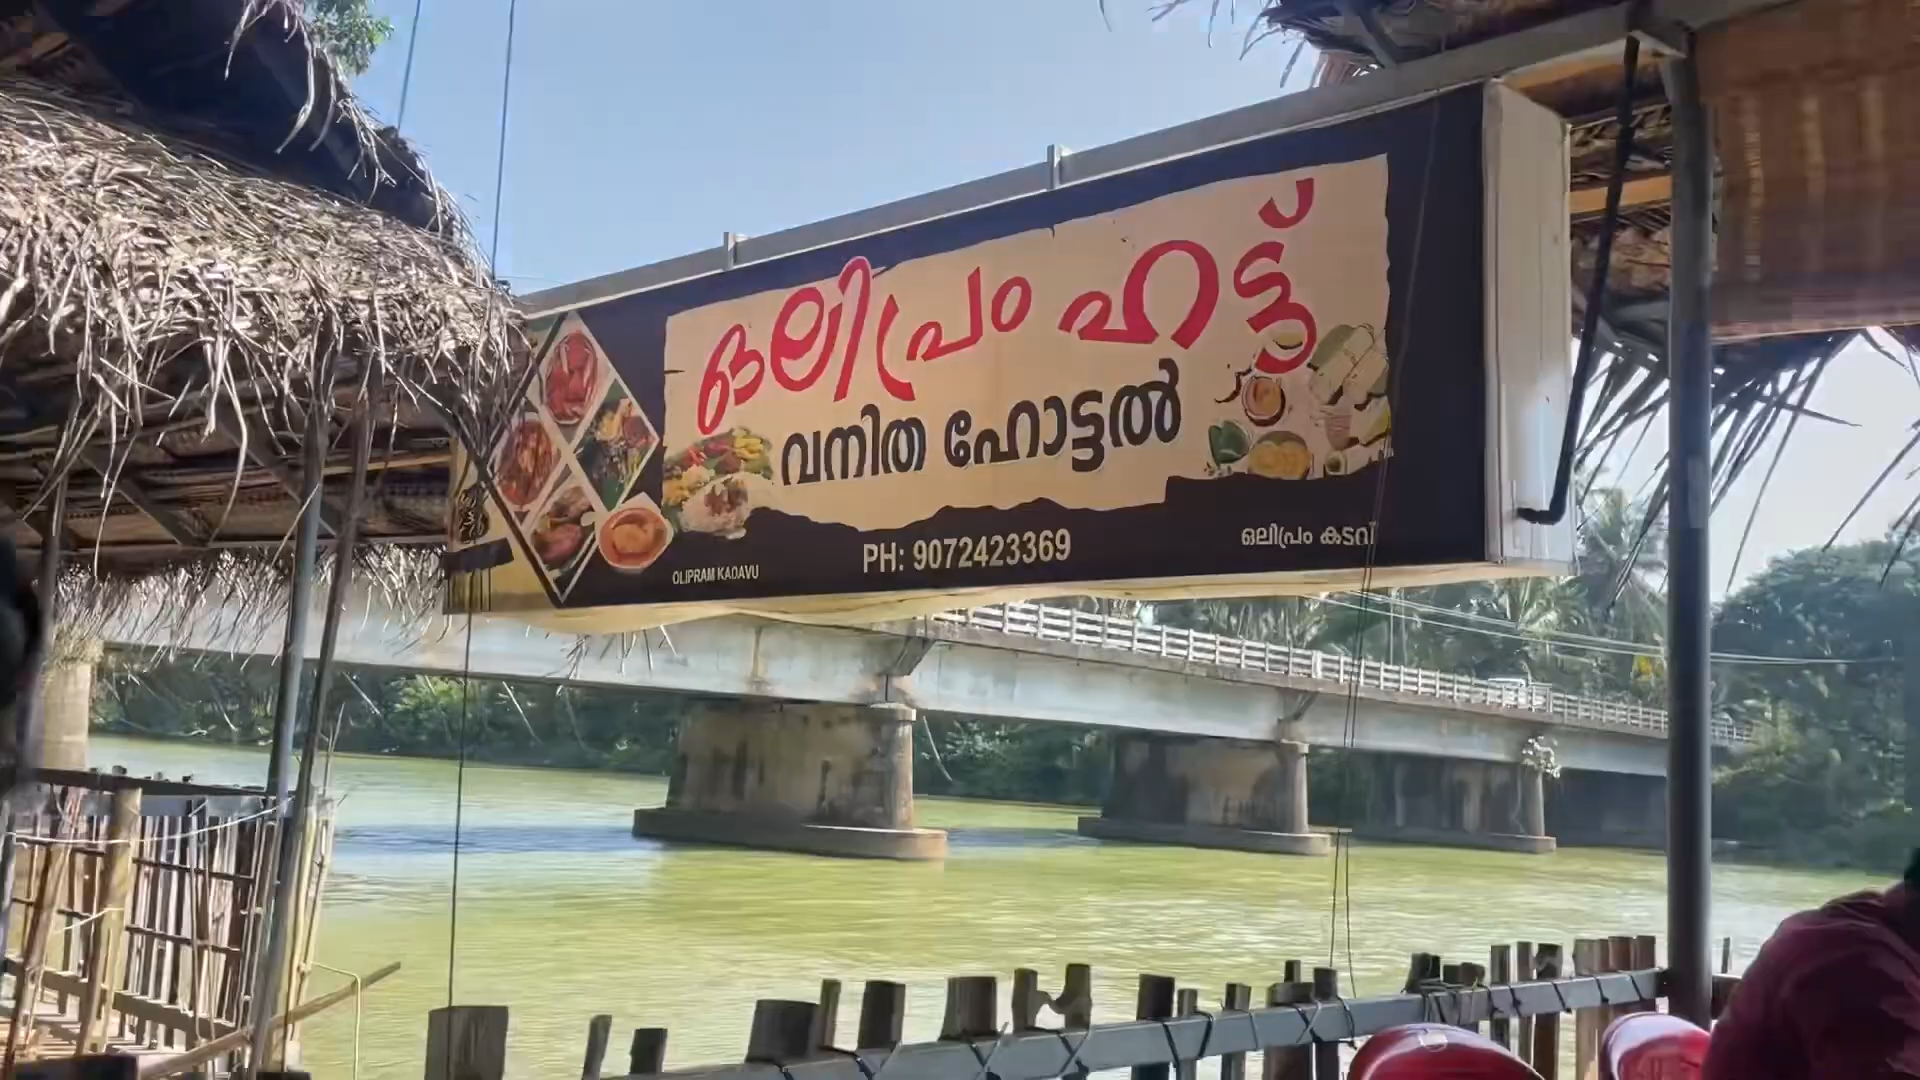 ഒലിപ്രം ഹട്ട്
വനിത ഹോട്ടൽ
OLIPRAM KADAVU
PH: 9072423369
ഒലിപ്രം കടവ്